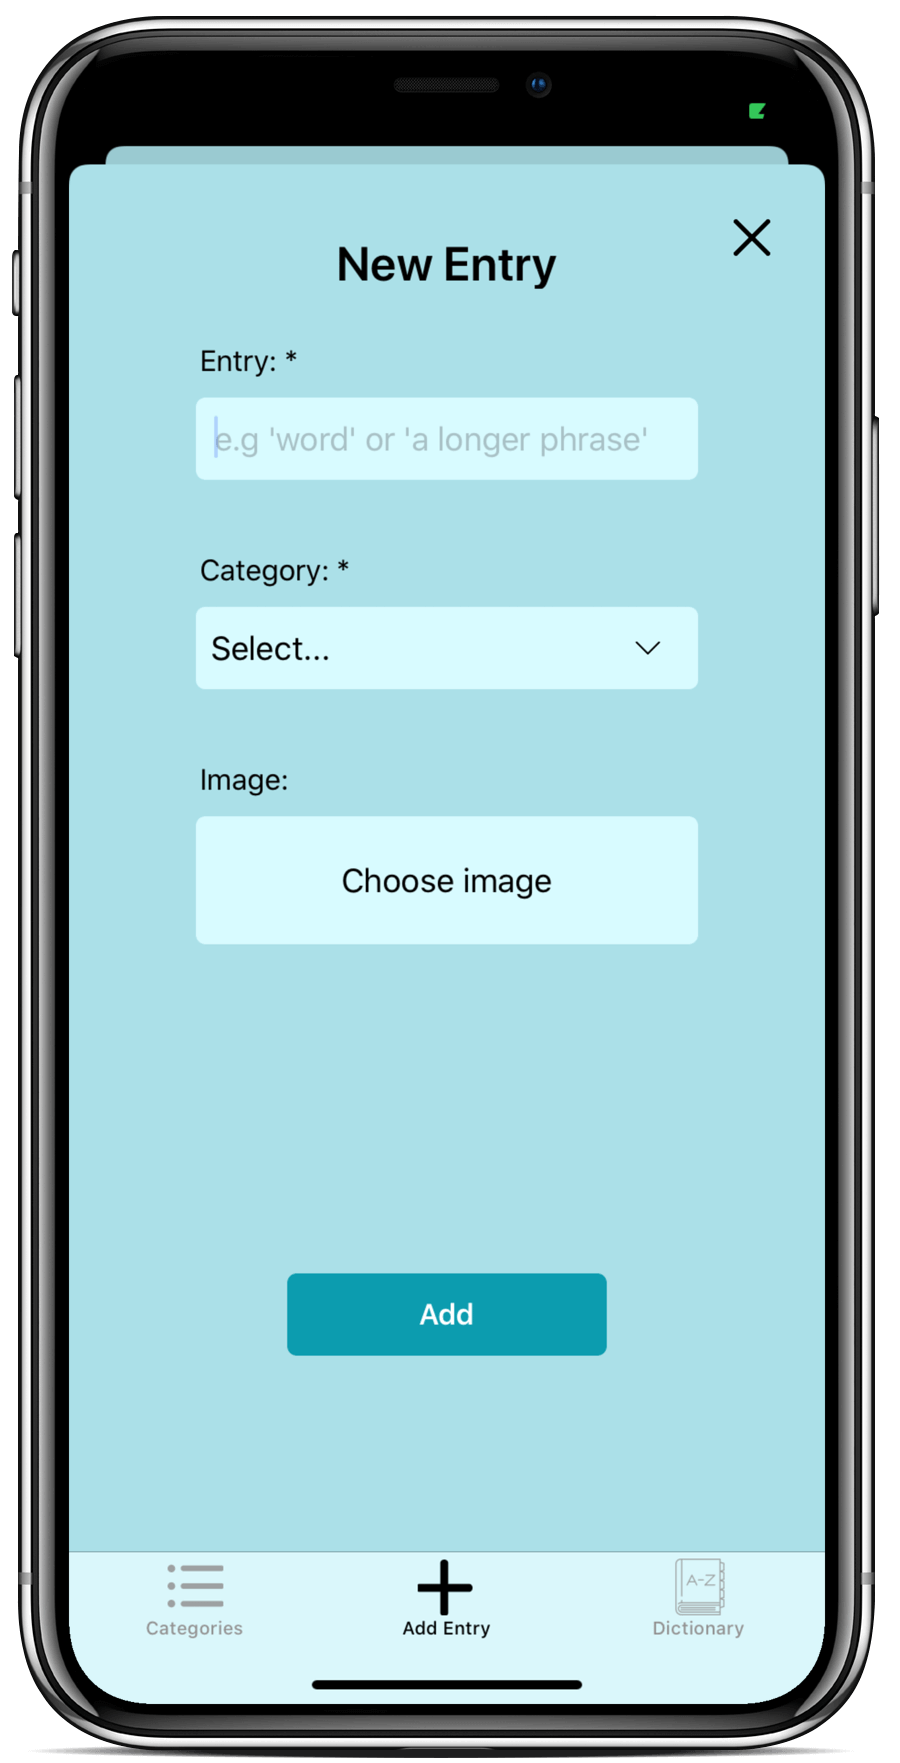 New Entry
Entry: *
e.g 'word' or 'a longer phrase'
Category: *
Select...
Image:
Choose image
Add
A-Z
Categories
Add Entry
Dictionary